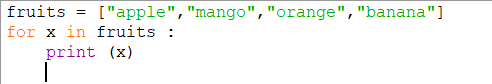 fruits = ["apple","mango","orange","banana"]
for x in fruits :
    print (x)